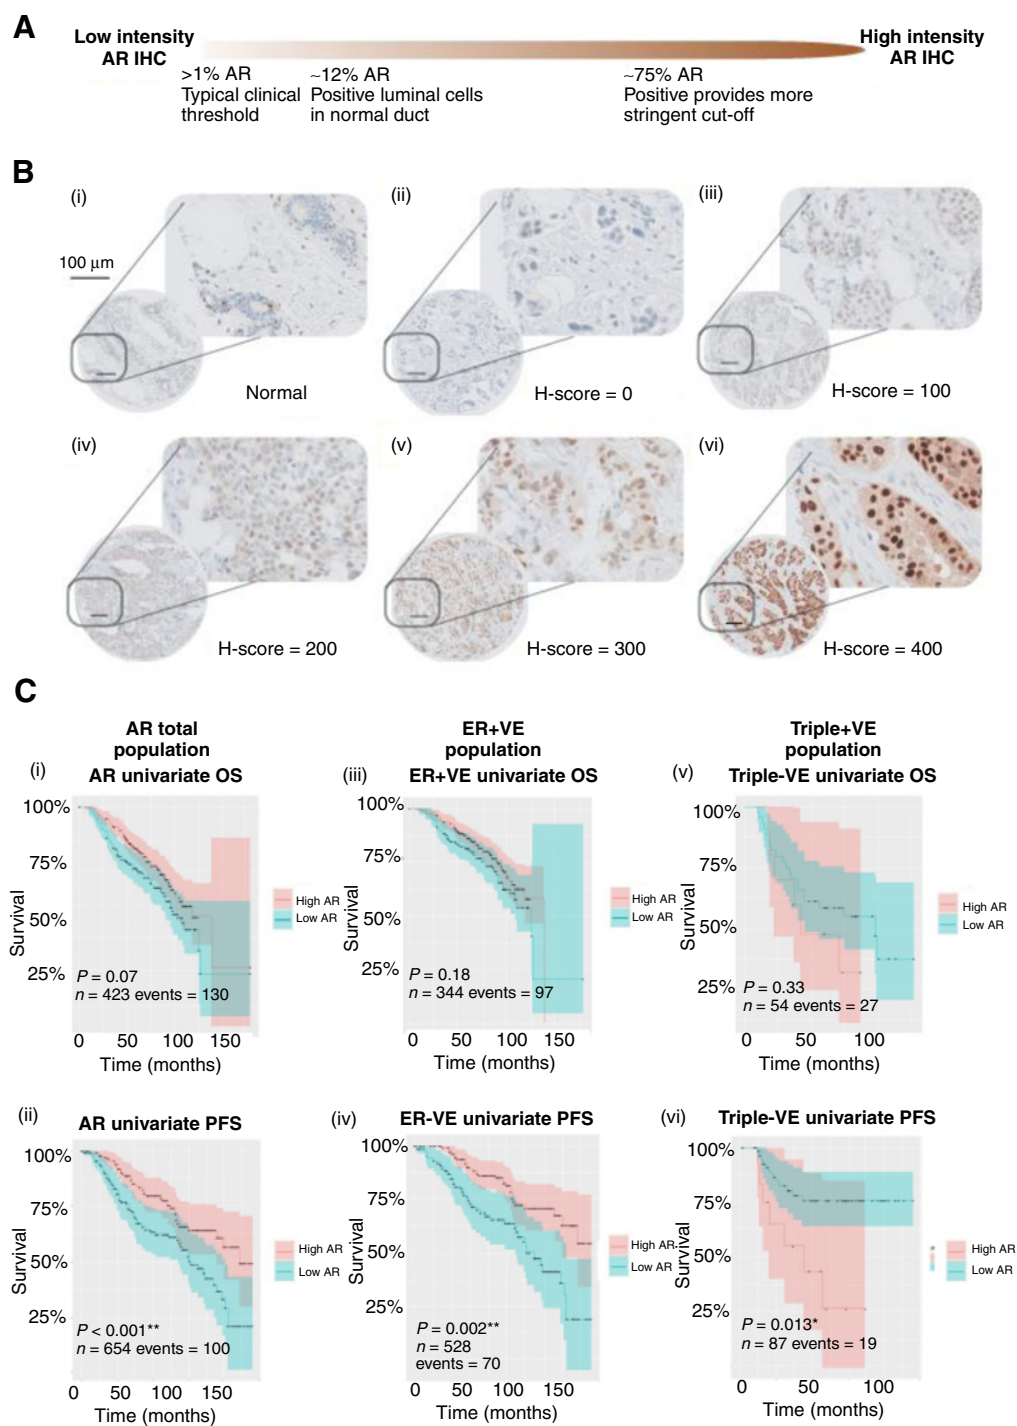 A
Low intensity
AR IHC
High intensity
AR IHC
>1% AR
Typical clinical
threshold
~12% AR
Positive luminal cells
in normal duct
~75% AR
Positive provides more
stringent cut-off
B
(i)
100 µm
Normal
(ii)
H-score = 0
(iii)
H-score = 100
(iv)
H-score = 200
(v)
H-score = 300
(vi)
H-score = 400
C
AR total
population
(i)
AR univariate OS
100%
75%
50%
25%
Survival
P = 0.07
n = 423 events = 130
0 50 100 150
Time (months)
High AR
Low AR
ER+VE
population
(iii)
ER+VE univariate OS
100%
75%
50%
25%
Survival
P = 0.18
n = 344 events = 97
0 50 100 150
Time (months)
High AR
Low AR
Triple+VE
population
(v)
Triple-VE univariate OS
100%
75%
50%
25%
Survival
P = 0.33
n = 54 events = 27
0 50 100
Time (months)
High AR
Low AR
(ii)
AR univariate PFS
100%
75%
50%
25%
Survival
P < 0.001**
n = 654 events = 100
0 50 100 150
Time (months)
High AR
Low AR
(iv)
ER-VE univariate PFS
100%
75%
50%
25%
Survival
P = 0.002**
n = 528
events = 70
0 50 100 150
Time (months)
High AR
Low AR
(vi)
Triple-VE univariate PFS
100%
75%
50%
25%
Survival
P = 0.013*
n = 87 events = 19
0 50 100
Time (months)
High AR
Low AR